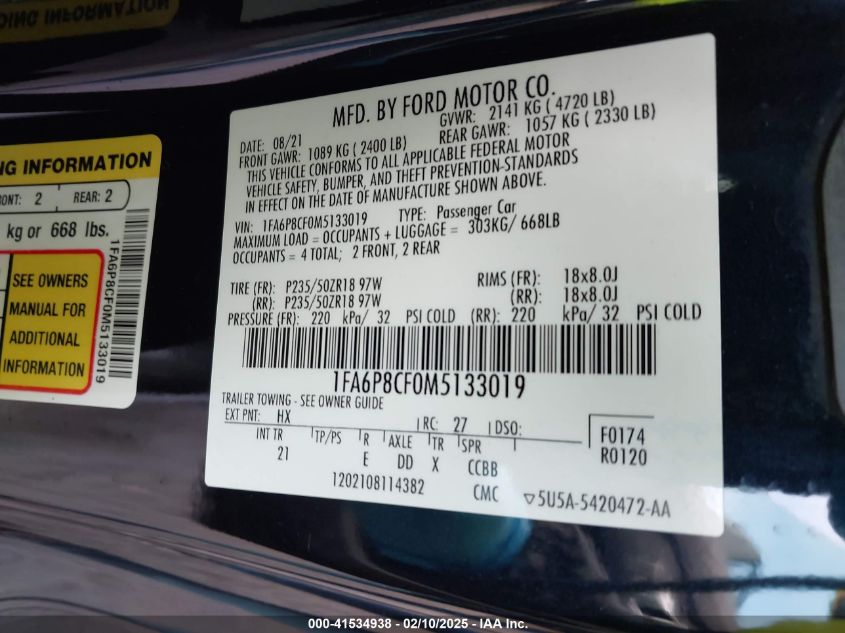 DING INFORMATION
NG INFORMATION
ONT: 2 REAR: 2
kg or 668 lbs.
SEE OWNERS
MANUAL FOR
ADDITIONAL
INFORMATION
1FA6P8CF0M5133019
MFD. BY FORD MOTOR CO.
DATE: 08/21 GVWR: 2141 KG ( 4720 LB)
FRONT GAWR: 1089 KG ( 2400 LB) REAR GAWR: 1057 KG ( 2330 LB)
THIS VEHICLE CONFORMS TO ALL APPLICABLE FEDERAL MOTOR
VEHICLE SAFETY, BUMPER, AND THEFT PREVENTION STANDARDS
IN EFFECT ON THE DATE OF MANUFACTURE SHOWN ABOVE.
VIN: 1FA6P8CF0M5133019 TYPE: Passenger Car
MAXIMUM LOAD = OCCUPANTS + LUGGAGE = 303KG/ 668LB
OCCUPANTS = 4 TOTAL; 2 FRONT, 2 REAR
TIRE (FR): P235/50ZR18 97W RIMS (FR): 18x8.0J
(RR): P235/50ZR18 97W (RR): 18x8.0J
PRESSURE (FR): 220 kPa/ 32 PSI COLD (RR): 220 kPa/ 32 PSI COLD
1FA6P8CF0M5133019
TRAILER TOWING - SEE OWNER GUIDE
EXT PNT: HX RC: 27 DSO: F0174
INT TR TP/PS R AXLE TR SPR R0120
21 E DD X CCBB
1202108114382 CMC ▽5U5A-5420472-AA
000-41534938 - 02/10/2025 - IAA Inc.